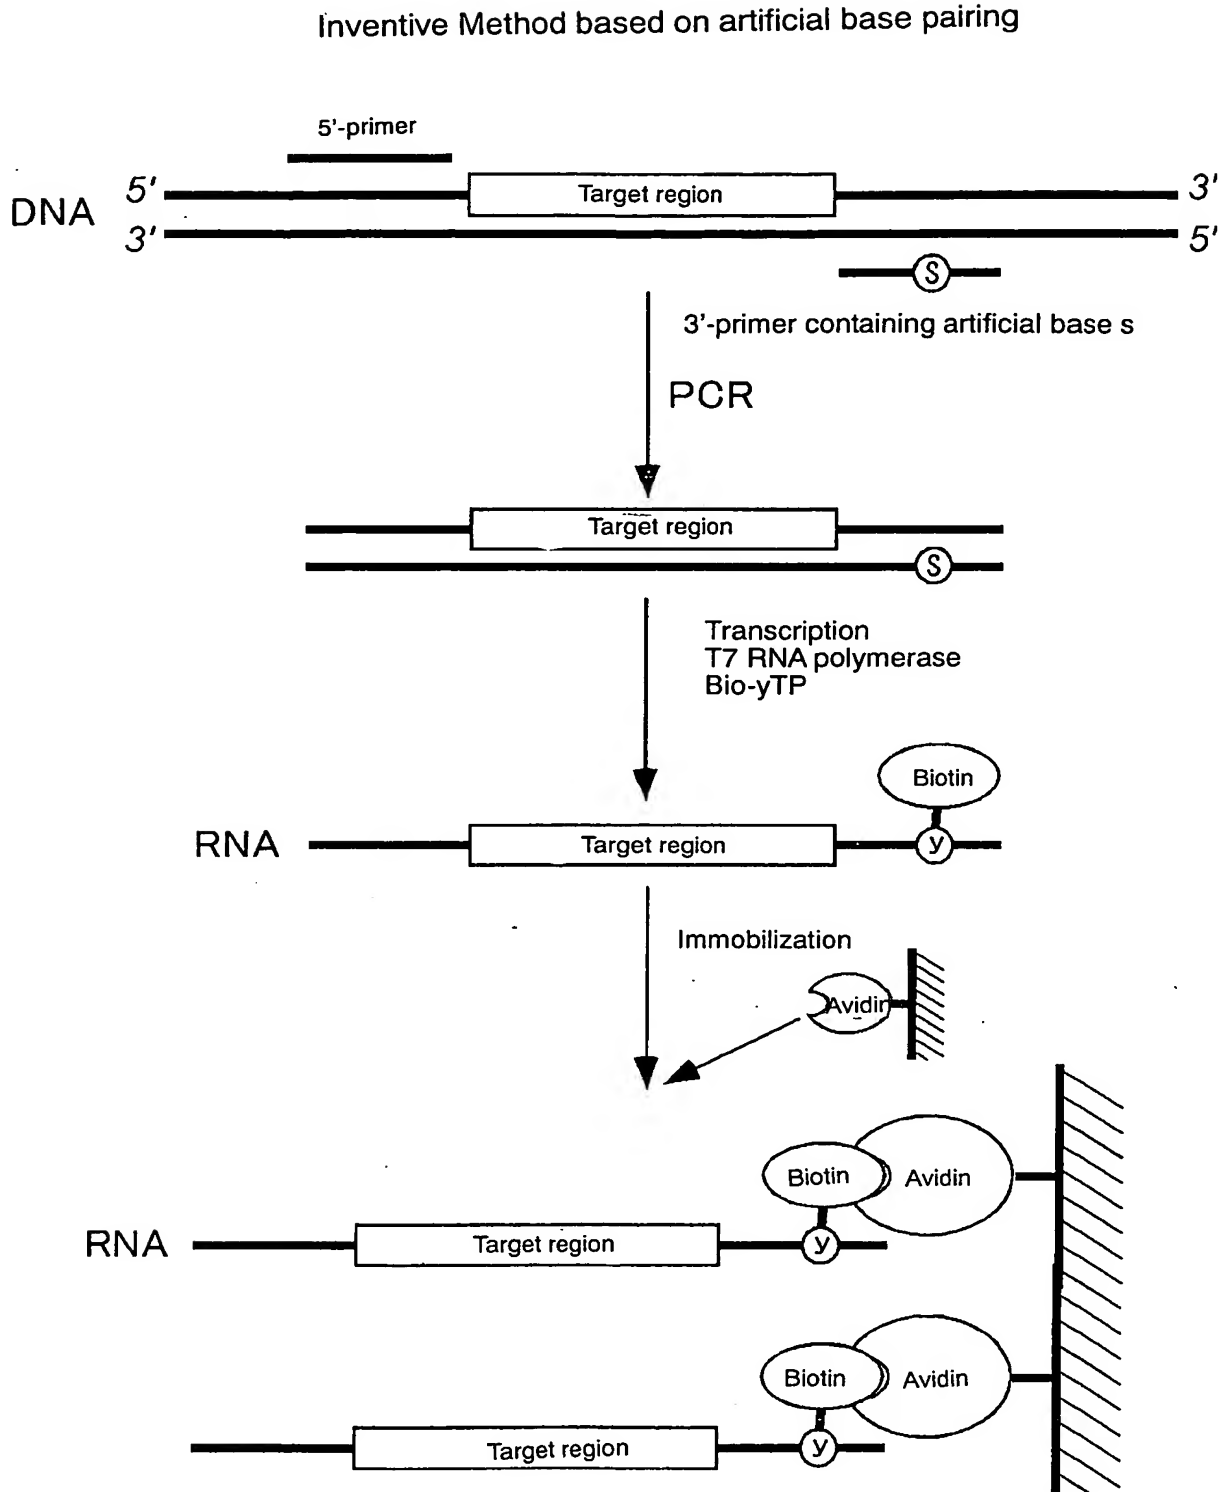 Inventive Method based on artificial base pairing
5'-primer
5' Target region 3'
DNA
3' 5'
S
3'-primer containing artificial base s
PCR
Target region
S
Transcription
T7 RNA polymerase
Bio-yTP
Biotin
RNA Target region y
Immobilization
Avidin
Biotin Avidin
RNA Target region y
Biotin Avidin
Target region y